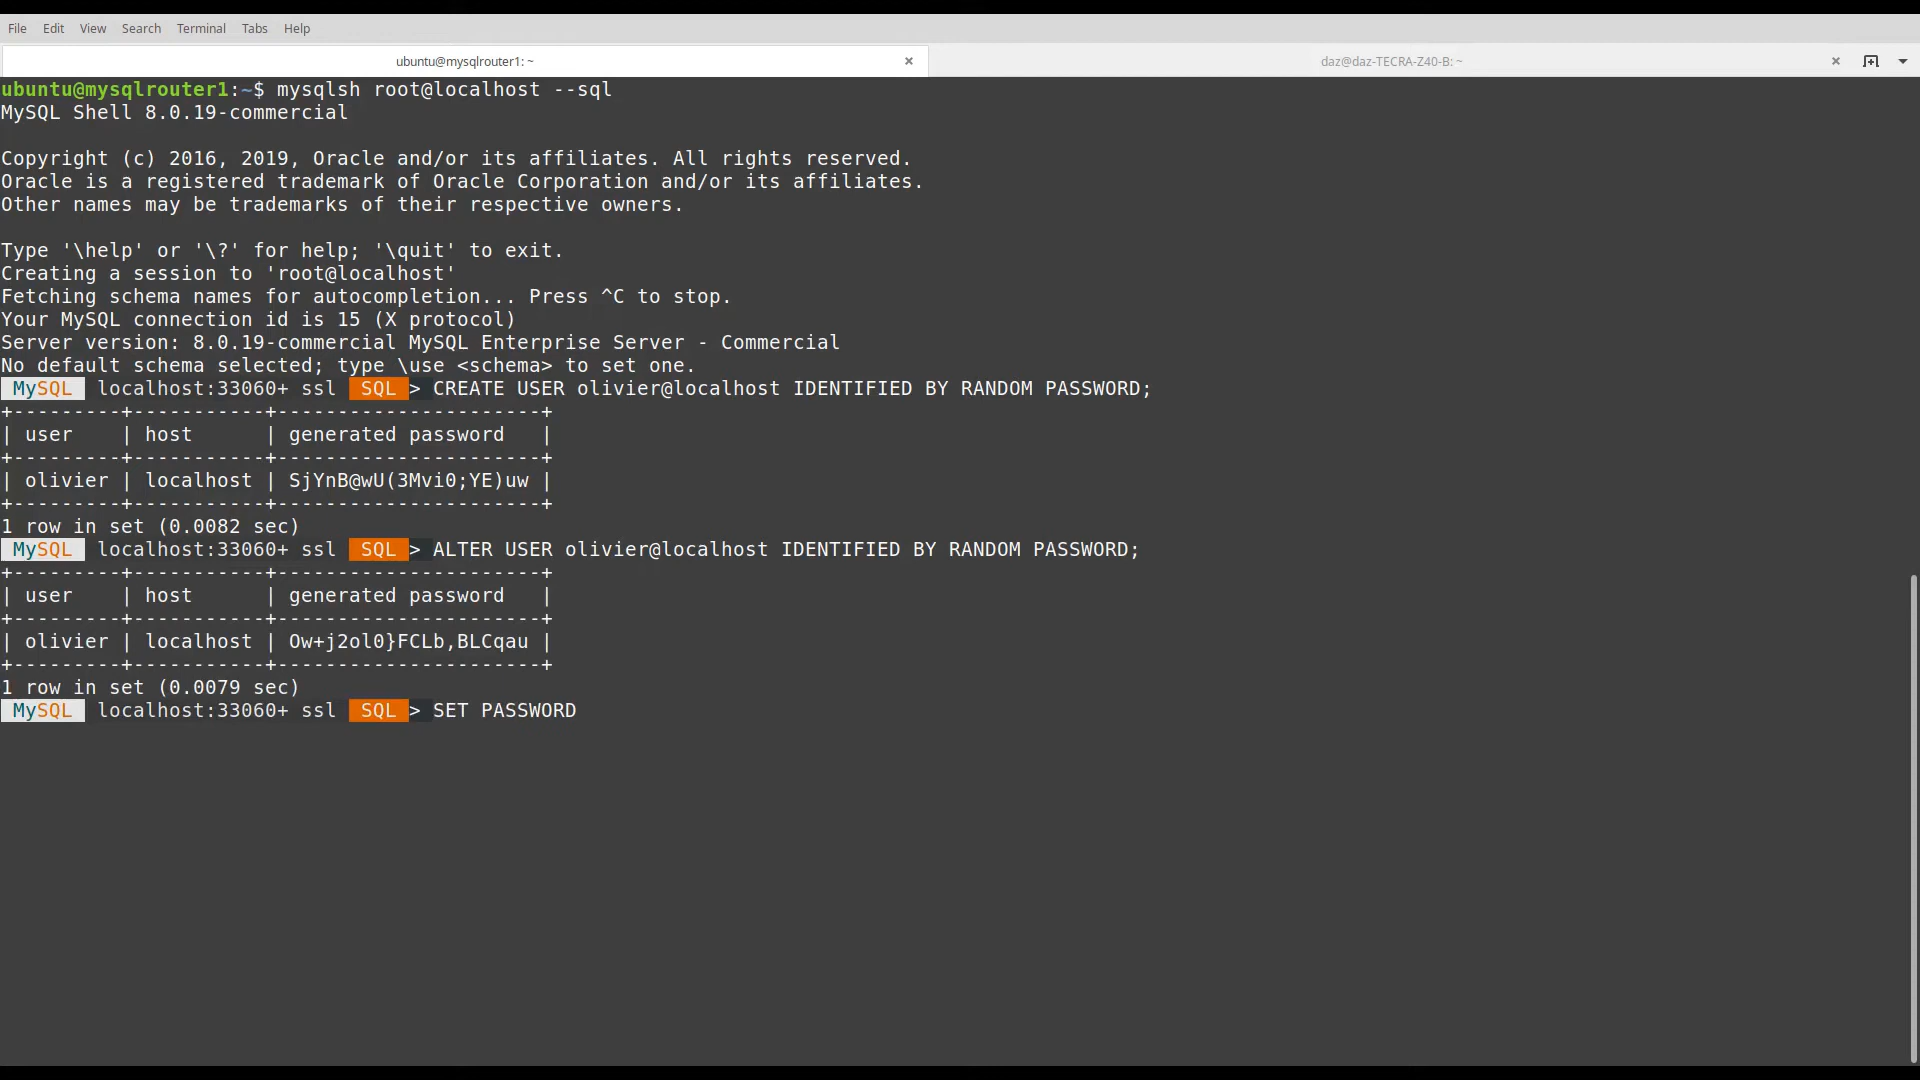 File Edit View Search Terminal Tabs Help
ubuntu@mysqlrouter1: ~ × daz@daz-TECRA-Z40-B: ~ ×
ubuntu@mysqlrouter1:~$ mysqlsh root@localhost --sql
MySQL Shell 8.0.19-commercial
Copyright (c) 2016, 2019, Oracle and/or its affiliates. All rights reserved.
Oracle is a registered trademark of Oracle Corporation and/or its affiliates.
Other names may be trademarks of their respective owners.
Type '\help' or '\?' for help; '\quit' to exit.
Creating a session to 'root@localhost'
Fetching schema names for autocompletion... Press ^C to stop.
Your MySQL connection id is 15 (X protocol)
Server version: 8.0.19-commercial MySQL Enterprise Server - Commercial
No default schema selected; type \use <schema> to set one.
MySQL localhost:33060+ ssl SQL > CREATE USER olivier@localhost IDENTIFIED BY RANDOM PASSWORD;
+---------+-----------+----------------------+
| user    | host      | generated password   |
+---------+-----------+----------------------+
| olivier | localhost | SjYnB@wU(3Mvi0;YE)uw |
+---------+-----------+----------------------+
1 row in set (0.0082 sec)
MySQL localhost:33060+ ssl SQL > ALTER USER olivier@localhost IDENTIFIED BY RANDOM PASSWORD;
+---------+-----------+----------------------+
| user    | host      | generated password   |
+---------+-----------+----------------------+
| olivier | localhost | Ow+j2ol0}FCLb,BLCqau |
+---------+-----------+----------------------+
1 row in set (0.0079 sec)
MySQL localhost:33060+ ssl SQL > SET PASSWORD